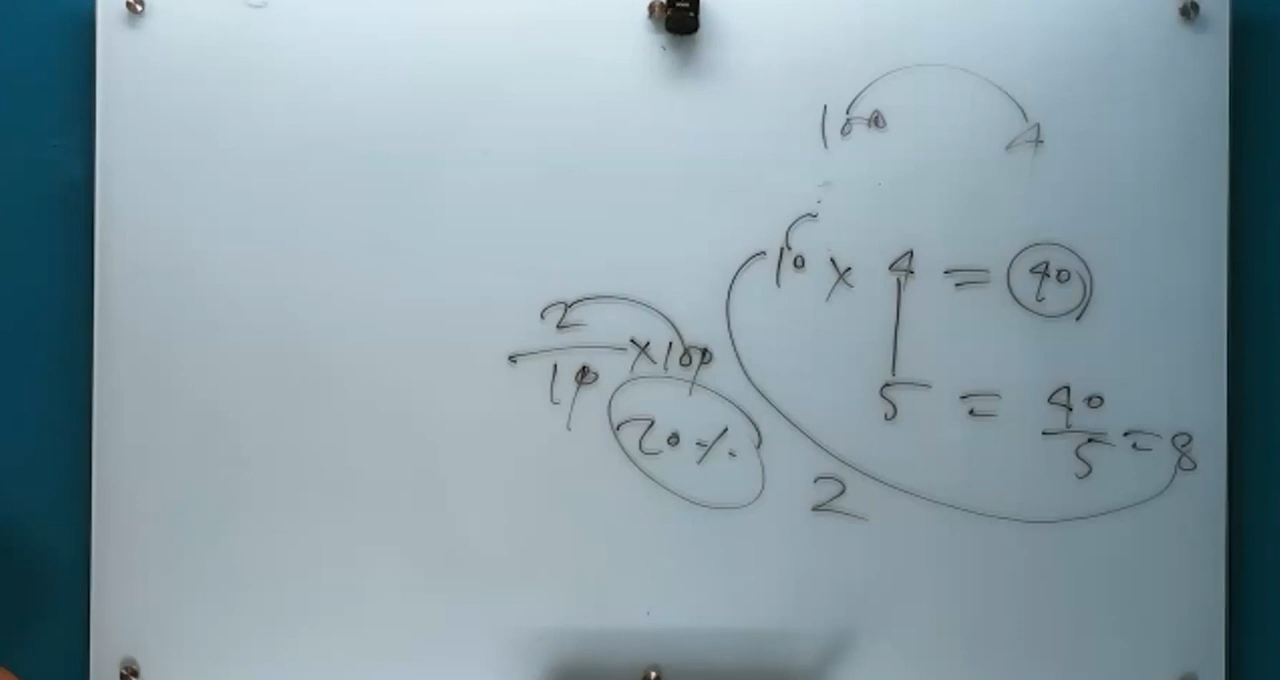 100 4
10 x 4 = 40
2
— x 100
10
5 = 40/5 = 8
20%
2